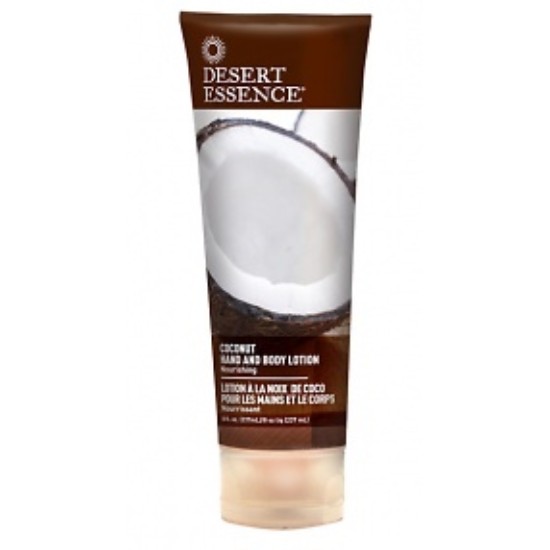 DESERT
ESSENCE
COCONUT
HAND AND BODY LOTION
Nourishing
LOTION À LA NOIX DE COCO
POUR LES MAINS ET LE CORPS
Nourrissant